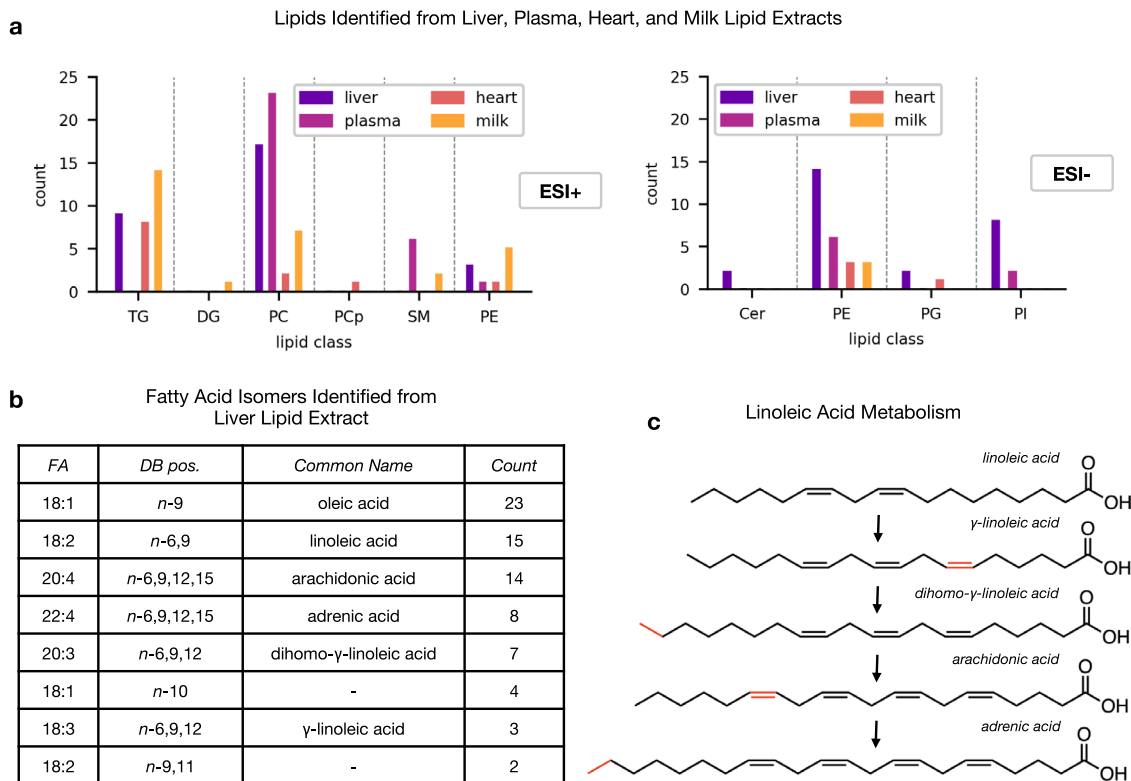 Lipids Identified from Liver, Plasma, Heart, and Milk Lipid Extracts
a
25
20
15
10
5
0
count
liver
plasma
heart
milk
ESI+
TG DG PC PCp SM PE
lipid class
25
20
15
10
5
0
count
liver
plasma
heart
milk
ESI-
Cer PE PG PI
lipid class
b
Fatty Acid Isomers Identified from
Liver Lipid Extract
FA DB pos. Common Name Count
18:1 n-9 oleic acid 23
18:2 n-6,9 linoleic acid 15
20:4 n-6,9,12,15 arachidonic acid 14
22:4 n-6,9,12,15 adrenic acid 8
20:3 n-6,9,12 dihomo-γ-linoleic acid 7
18:1 n-10 - 4
18:3 n-6,9,12 γ-linoleic acid 3
18:2 n-9,11 - 2
c
Linoleic Acid Metabolism
linoleic acid
O
OH
γ-linoleic acid
O
OH
dihomo-γ-linoleic acid
O
OH
arachidonic acid
O
OH
adrenic acid
O
OH